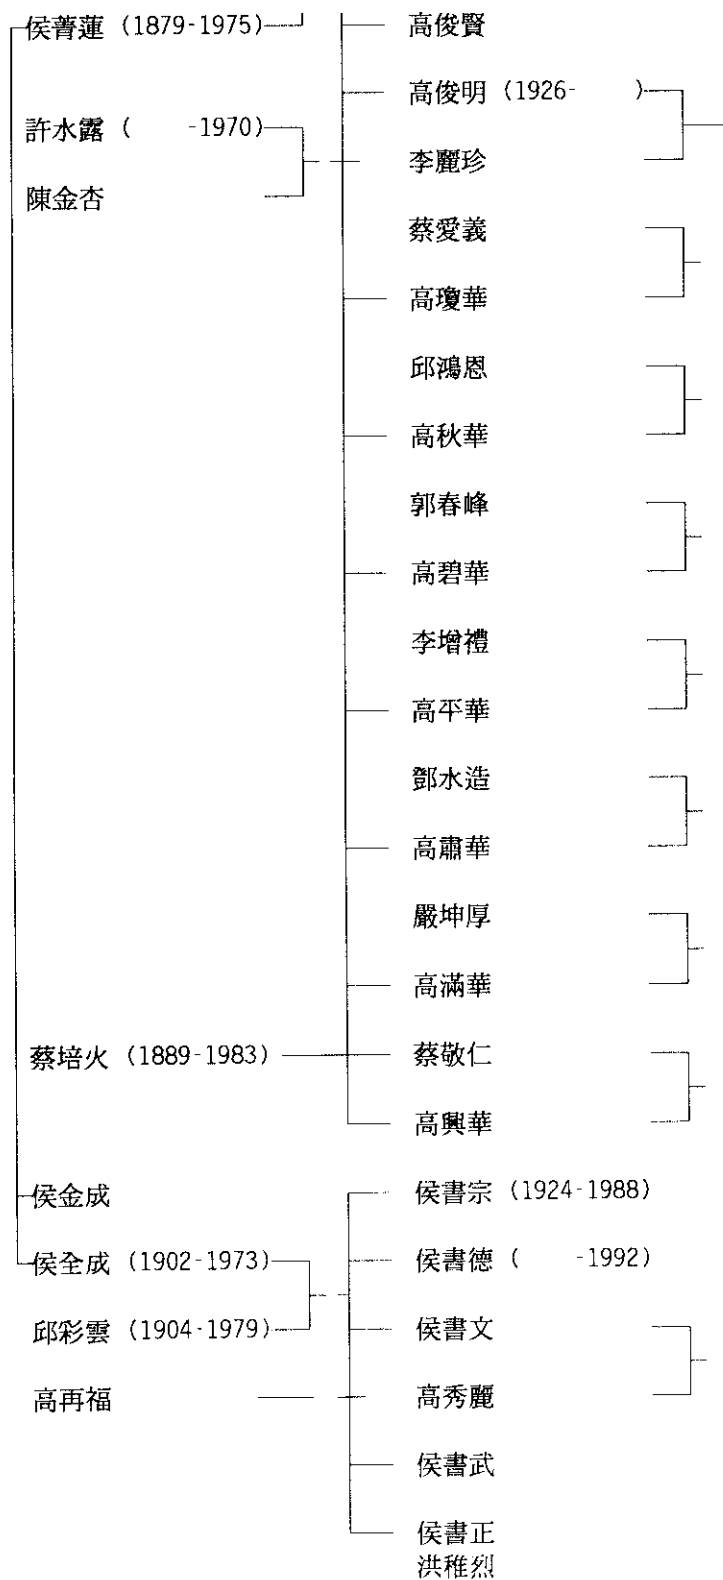 侯菁蓮 (1879-1975) 高俊賢
高俊明 (1926- )
許水露 ( -1970)
李麗珍
陳金杏
蔡愛義
高瓊華
邱鴻恩
高秋華
郭春峰
高碧華
李增禮
高平華
鄧水造
高肅華
嚴坤厚
高滿華
蔡培火 (1889-1983) 蔡敬仁
高興華
侯金成 侯書宗 (1924-1988)
侯全成 (1902-1973) 侯書德 ( -1992)
邱彩雲 (1904-1979) 侯書文
高再福 高秀麗
侯書武
侯書正
洪稚烈